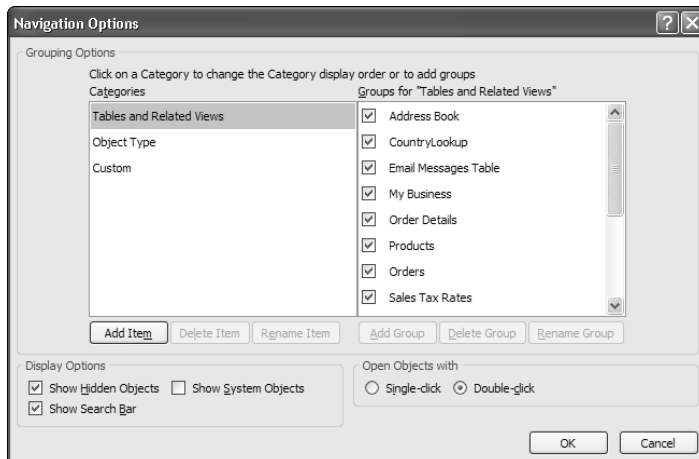 Navigation Options
Grouping Options
Click on a Category to change the Category display order or to add groups
Categories
Groups for "Tables and Related Views"
Tables and Related Views
Object Type
Custom
Address Book
CountryLookup
Email Messages Table
My Business
Order Details
Products
Orders
Sales Tax Rates
Add Item Delete Item Rename Item Add Group Delete Group Rename Group
Display Options
Show Hidden Objects Show System Objects
Show Search Bar
Open Objects with
Single-click Double-click
OK Cancel